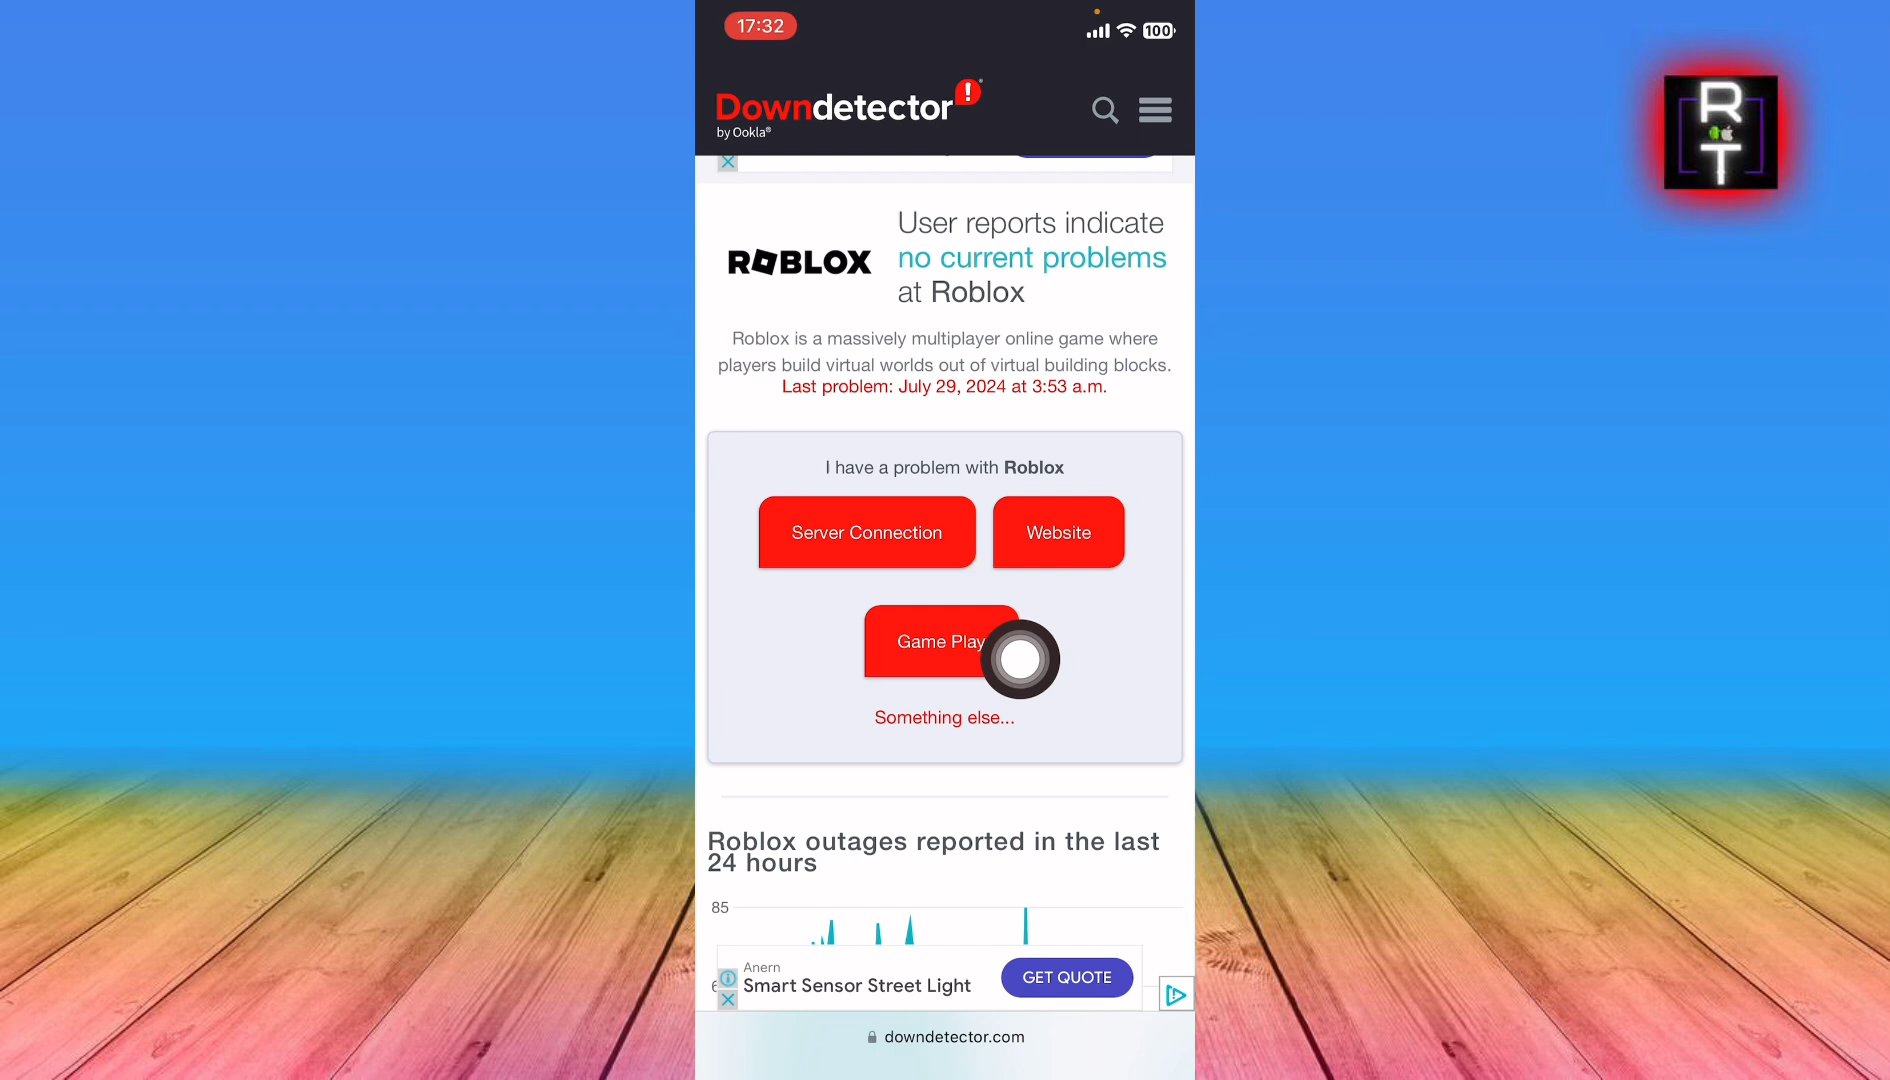 17:32
100
Downdetector
by Ookla®
R
T
ROBLOX
User reports indicate
no current problems
at Roblox
Roblox is a massively multiplayer online game where
players build virtual worlds out of virtual building blocks.
Last problem: July 29, 2024 at 3:53 a.m.
I have a problem with Roblox
Server Connection
Website
Game Play
Something else...
Roblox outages reported in the last
24 hours
85
Anern
Smart Sensor Street Light
GET QUOTE
downdetector.com